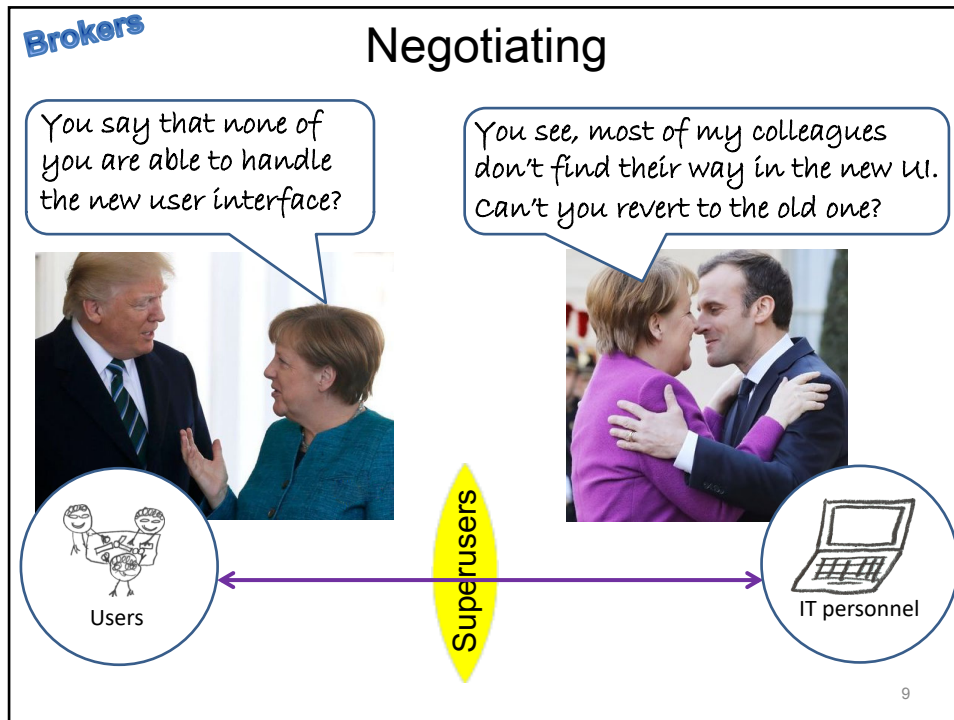 Brokers
Negotiating
You say that none of
you are able to handle
the new user interface?
You see, most of my colleagues
don't find their way in the new UI.
Can't you revert to the old one?
Superusers
Users
IT personnel
9